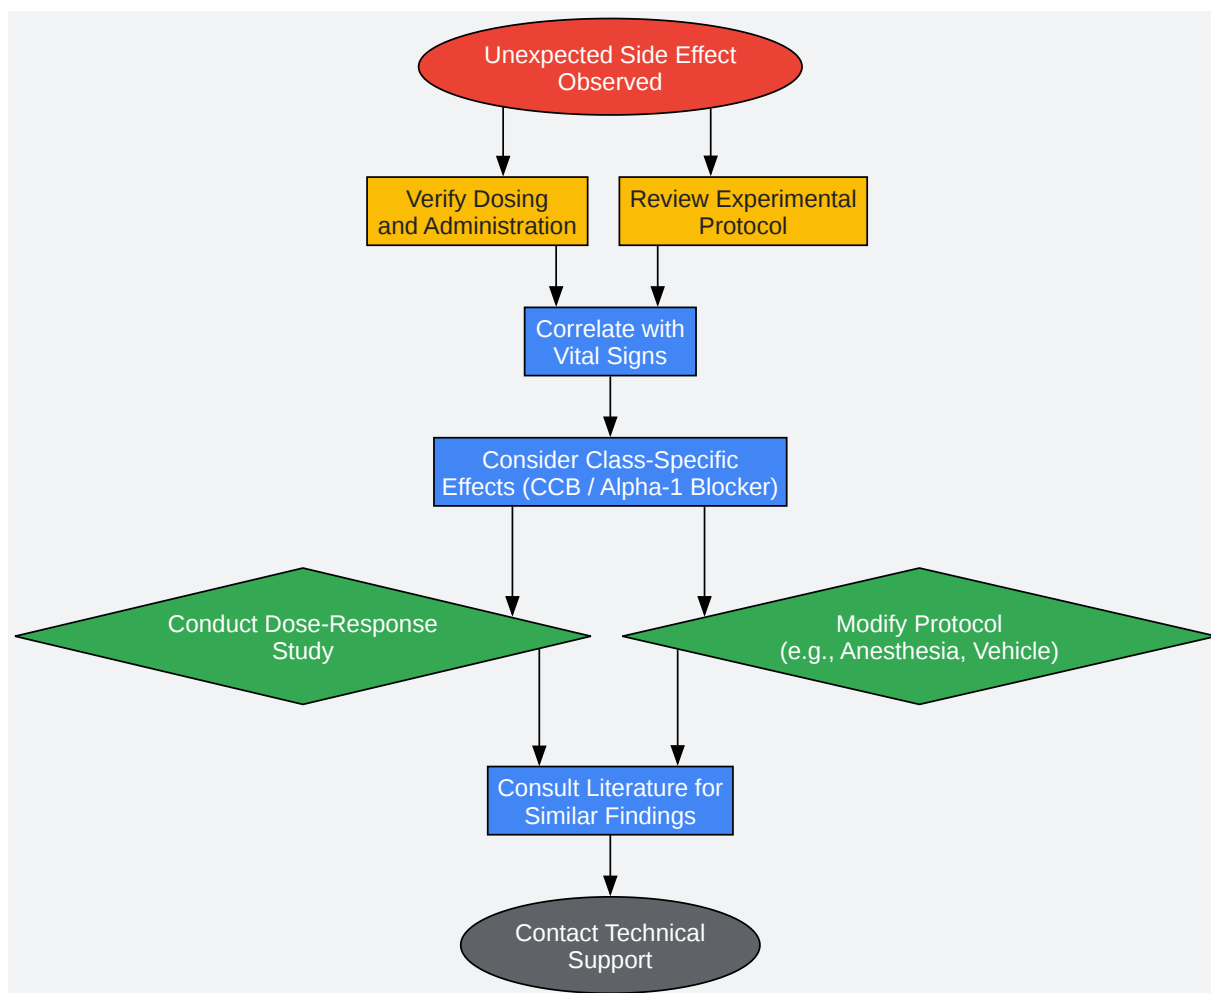 Unexpected Side Effect
Observed
Verify Dosing
and Administration
Review Experimental
Protocol
Correlate with
Vital Signs
Consider Class-Specific
Effects (CCB / Alpha-1 Blocker)
Conduct Dose-Response
Study
Modify Protocol
(e.g., Anesthesia, Vehicle)
Consult Literature for
Similar Findings
Contact Technical
Support